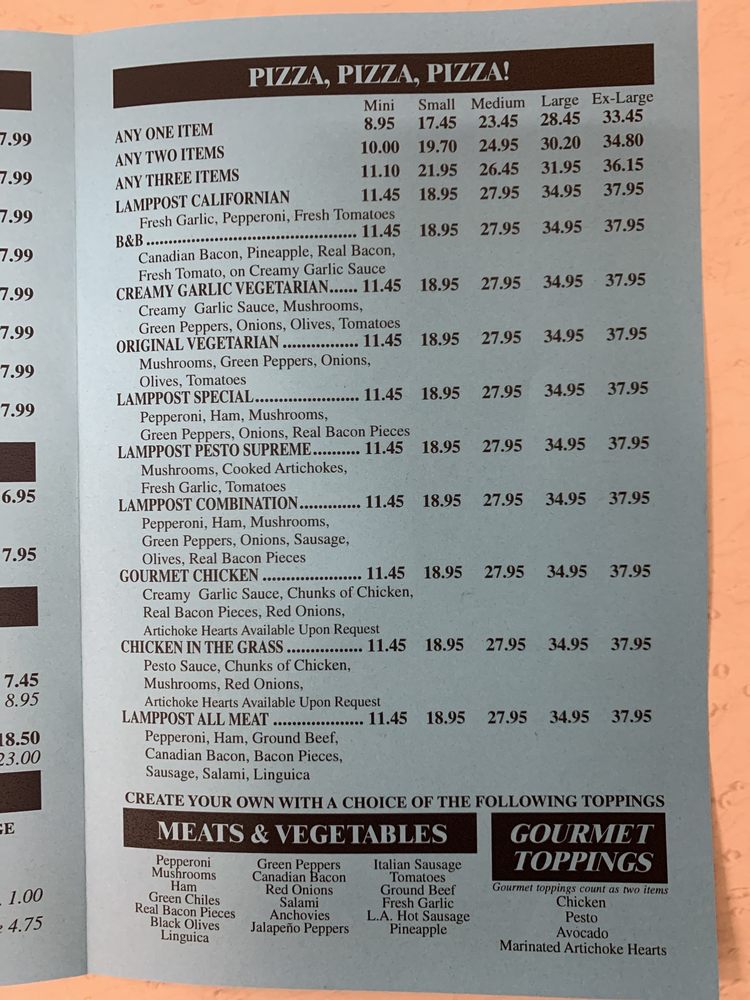 7.99
7.99
7.99
7.99
7.99
7.99
7.99
7.99
6.95
7.95
7.45
8.95
18.50
23.00
GE
1.00
4.75
PIZZA, PIZZA, PIZZA!
Mini Small Medium Large Ex-Large
ANY ONE ITEM 8.95 17.45 23.45 28.45 33.45
ANY TWO ITEMS 10.00 19.70 24.95 30.20 34.80
ANY THREE ITEMS 11.10 21.95 26.45 31.95 36.15
LAMPPOST CALIFORNIAN 11.45 18.95 27.95 34.95 37.95
Fresh Garlic, Pepperoni, Fresh Tomatoes
B&B ........................................ 11.45 18.95 27.95 34.95 37.95
Canadian Bacon, Pineapple, Real Bacon,
Fresh Tomato, on Creamy Garlic Sauce
CREAMY GARLIC VEGETARIAN...... 11.45 18.95 27.95 34.95 37.95
Creamy Garlic Sauce, Mushrooms,
Green Peppers, Onions, Olives, Tomatoes
ORIGINAL VEGETARIAN ................ 11.45 18.95 27.95 34.95 37.95
Mushrooms, Green Peppers, Onions,
Olives, Tomatoes
LAMPPOST SPECIAL...................... 11.45 18.95 27.95 34.95 37.95
Pepperoni, Ham, Mushrooms,
Green Peppers, Onions, Real Bacon Pieces
LAMPPOST PESTO SUPREME.......... 11.45 18.95 27.95 34.95 37.95
Mushrooms, Cooked Artichokes,
Fresh Garlic, Tomatoes
LAMPPOST COMBINATION............. 11.45 18.95 27.95 34.95 37.95
Pepperoni, Ham, Mushrooms,
Green Peppers, Onions, Sausage,
Olives, Real Bacon Pieces
GOURMET CHICKEN ..................... 11.45 18.95 27.95 34.95 37.95
Creamy Garlic Sauce, Chunks of Chicken,
Real Bacon Pieces, Red Onions,
Artichoke Hearts Available Upon Request
CHICKEN IN THE GRASS ................ 11.45 18.95 27.95 34.95 37.95
Pesto Sauce, Chunks of Chicken,
Mushrooms, Red Onions,
Artichoke Hearts Available Upon Request
LAMPPOST ALL MEAT ................... 11.45 18.95 27.95 34.95 37.95
Pepperoni, Ham, Ground Beef,
Canadian Bacon, Bacon Pieces,
Sausage, Salami, Linguica
CREATE YOUR OWN WITH A CHOICE OF THE FOLLOWING TOPPINGS
MEATS & VEGETABLES
Pepperoni
Mushrooms
Ham
Green Chiles
Real Bacon Pieces
Black Olives
Linguica
Green Peppers
Canadian Bacon
Red Onions
Salami
Anchovies
Jalapeño Peppers
Italian Sausage
Tomatoes
Ground Beef
Fresh Garlic
L.A. Hot Sausage
Pineapple
GOURMET
TOPPINGS
Gourmet toppings count as two items
Chicken
Pesto
Avocado
Marinated Artichoke Hearts